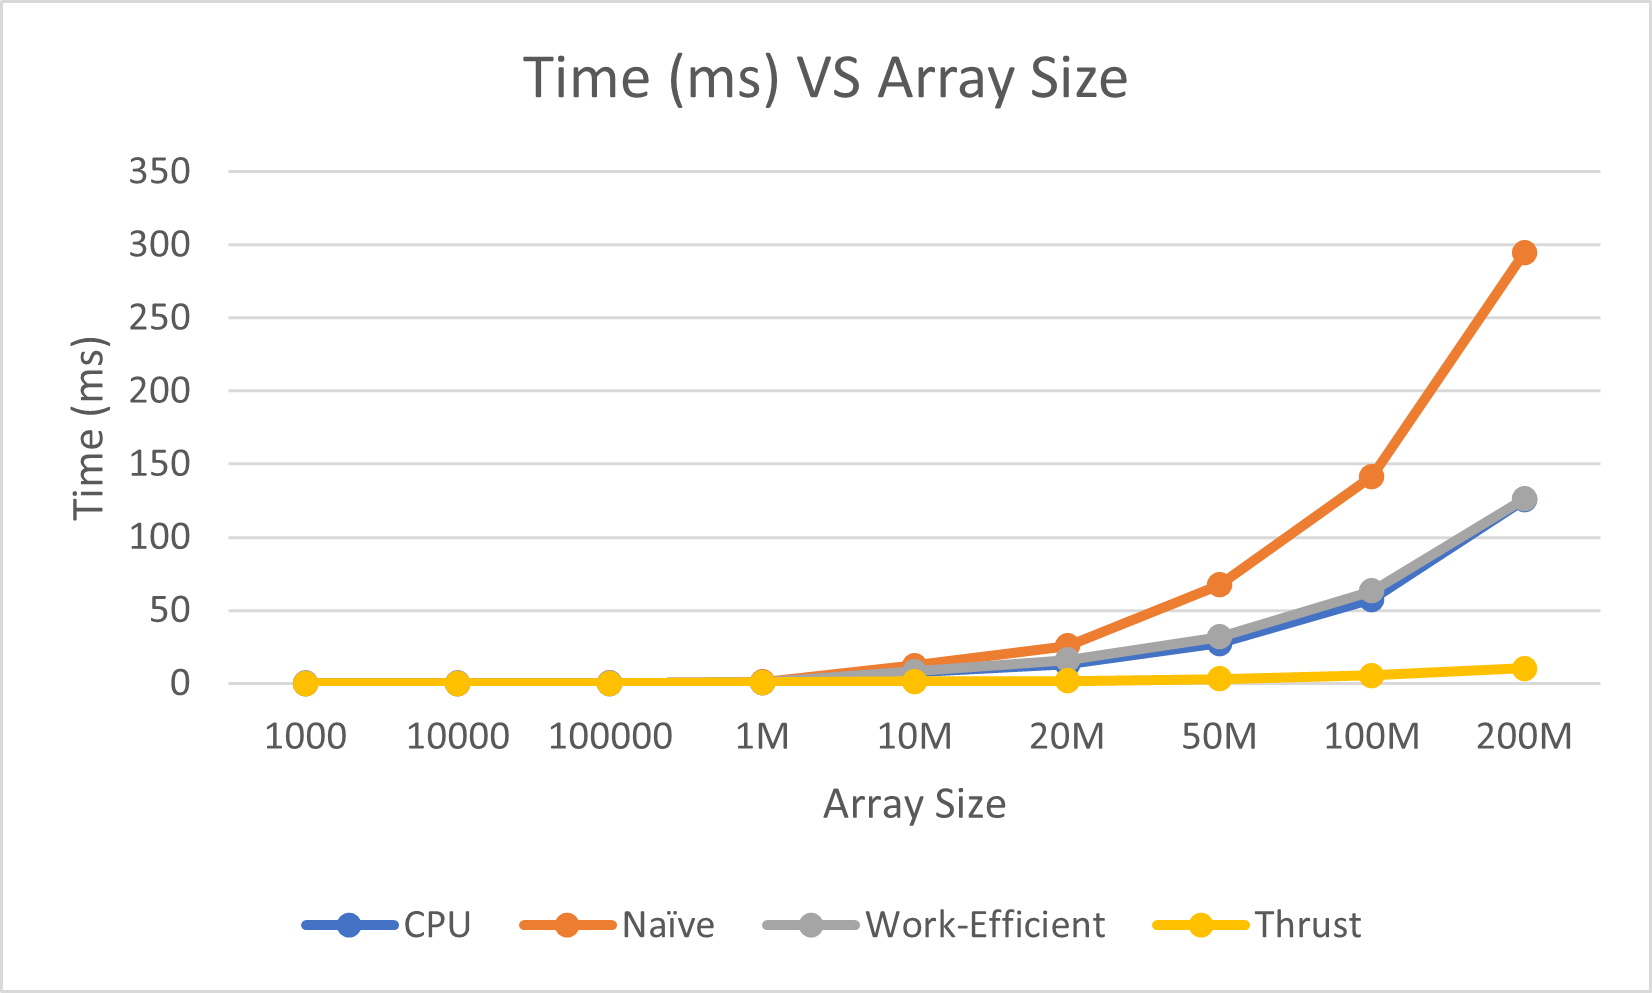 Time (ms) VS Array Size
350
300
250
200
150
100
50
0
Time (ms)
1000 10000 100000 1M 10M 20M 50M 100M 200M
Array Size
CPU Naïve Work-Efficient Thrust